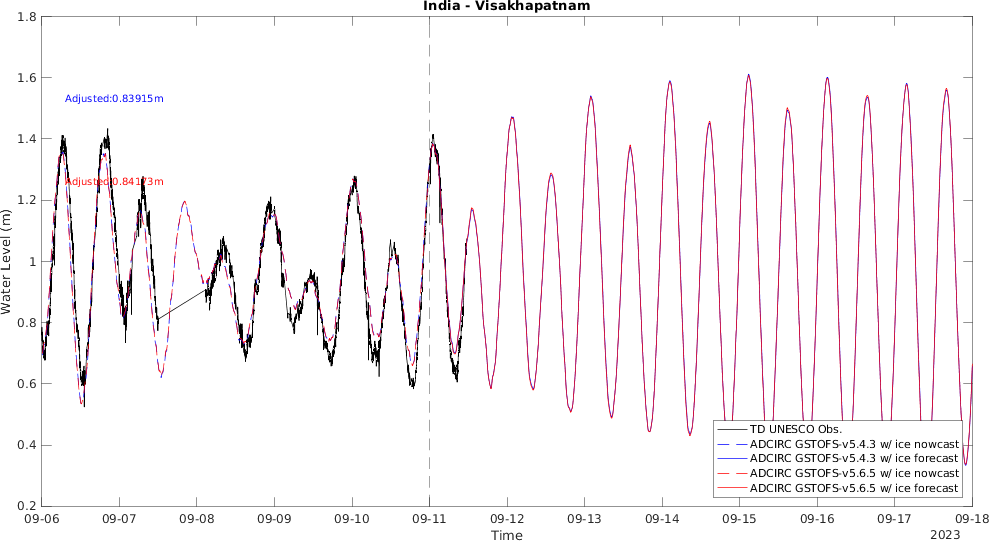 India - Visakhapatnam
1.8
1.6
1.4
1.2
1
0.8
0.6
0.4
0.2
Water Level (m)
Adjusted:0.83915m
Adjusted:0.84173m
TD UNESCO Obs.
ADCIRC GSTOFS-v5.4.3 w/ ice nowcast
ADCIRC GSTOFS-v5.4.3 w/ ice forecast
ADCIRC GSTOFS-v5.6.5 w/ ice nowcast
ADCIRC GSTOFS-v5.6.5 w/ ice forecast
09-06 09-07 09-08 09-09 09-10 09-11 09-12 09-13 09-14 09-15 09-16 09-17 09-18
Time
2023